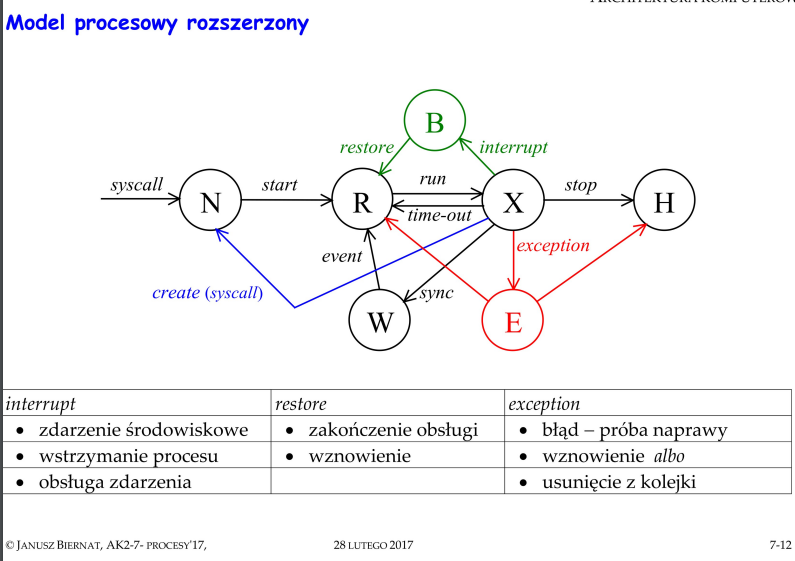 ARCHITEKTURA KOMPUTERÓW
Model procesowy rozszerzony
B
restore
interrupt
syscall
N
start
R
run
time-out
X
stop
H
event
exception
create (syscall)
sync
W
E
interrupt restore exception
• zdarzenie środowiskowe • zakończenie obsługi • błąd – próba naprawy
• wstrzymanie procesu • wznowienie • wznowienie albo
• obsługa zdarzenia • usunięcie z kolejki
© JANUSZ BIERNAT, AK2-7- PROCESY'17, 28 LUTEGO 2017 7-12